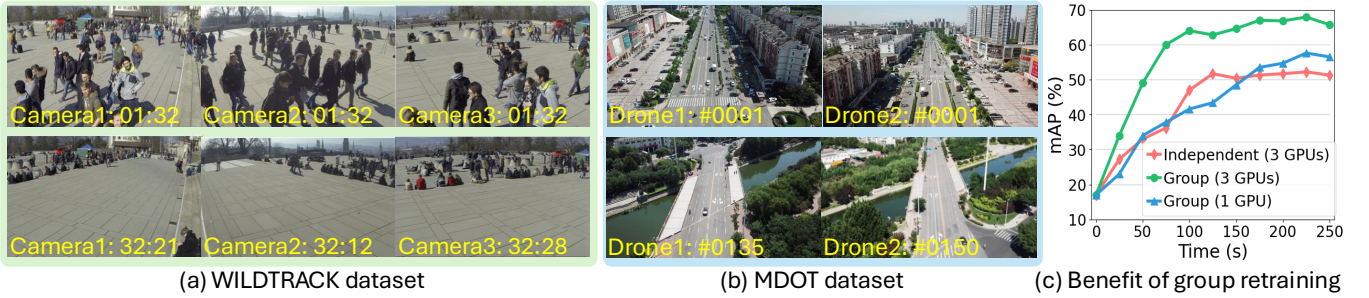 Camera1: 01:32
Camera2: 01:32
Camera3: 01:32
Camera1: 32:21
Camera2: 32:12
Camera3: 32:28
(a) WILDTRACK dataset
Drone1: #0001
Drone2: #0001
Drone1: #0135
Drone2: #0150
(b) MDOT dataset
mAP (%)
70
60
50
40
30
20
10
Independent (3 GPUs)
Group (3 GPUs)
Group (1 GPU)
0 50 100 150 200 250
Time (s)
(c) Benefit of group retraining